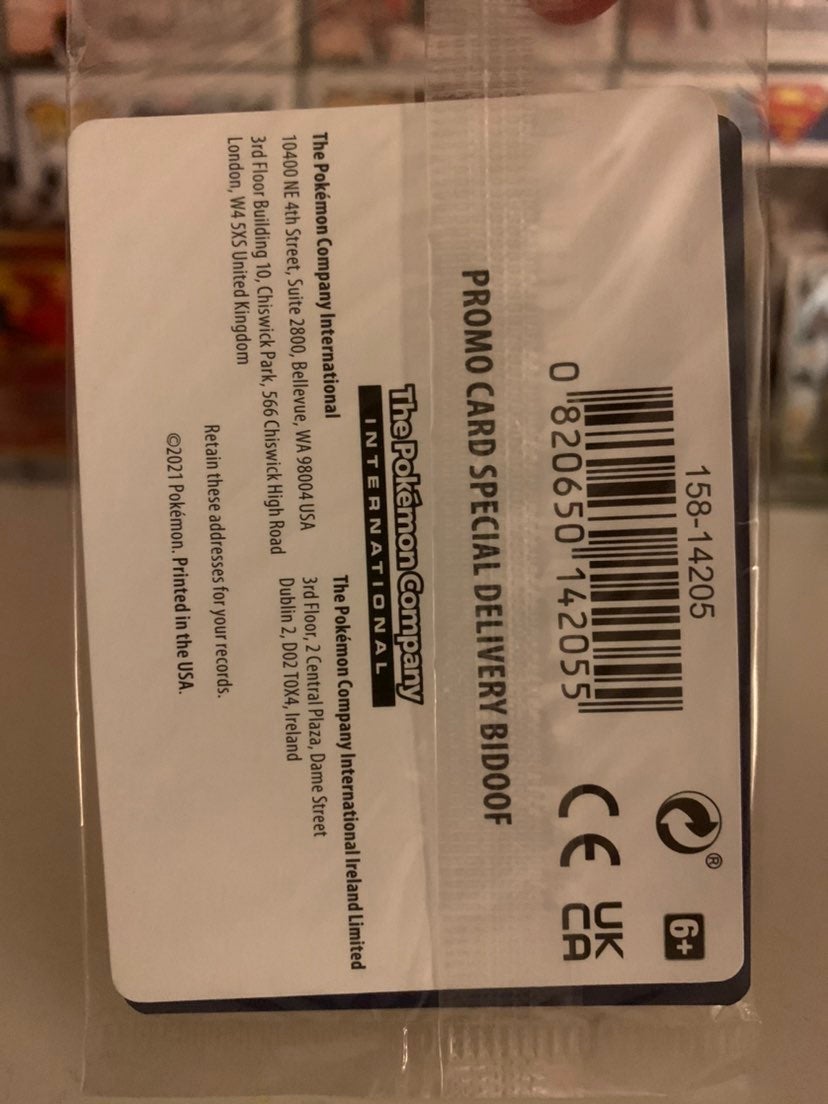 158-14205
0 820650 142055
®
6+
CE
UK
CA
PROMO CARD SPECIAL DELIVERY BIDOOF
The Pokémon Company
INTERNATIONAL
The Pokémon Company International
10400 NE 4th Street, Suite 2800, Bellevue, WA 98004 USA
3rd Floor Building 10, Chiswick Park, 566 Chiswick High Road
London, W4 5XS United Kingdom
The Pokémon Company International Ireland Limited
3rd Floor, 2 Central Plaza, Dame Street
Dublin 2, D02 T0X4, Ireland
Retain these addresses for your records.
©2021 Pokémon. Printed in the USA.